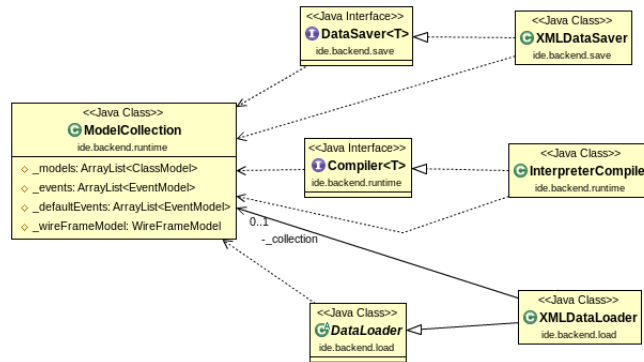 <<Java Interface>>
DataSaver<T>
ide.backend.save
<<Java Class>>
XMLDataSaver
ide.backend.save
<<Java Class>>
ModelCollection
ide.backend.runtime
_models: ArrayList<ClassModel>
_events: ArrayList<EventModel>
_defaultEvents: ArrayList<EventModel>
_wireFrameModel: WireFrameModel
<<Java Interface>>
Compiler<T>
ide.backend.runtime
<<Java Class>>
InterpreterCompile
ide.backend.runtime
0..1
-_collection
<<Java Class>>
DataLoader
ide.backend.load
<<Java Class>>
XMLDataLoader
ide.backend.load